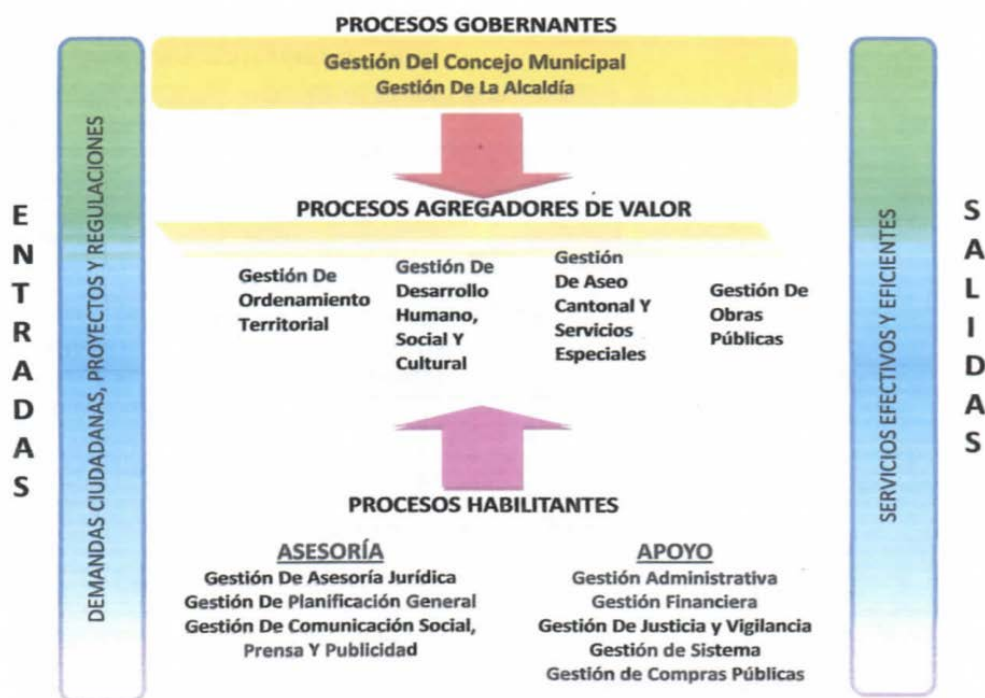 PROCESOS GOBERNANTES
Gestión Del Concejo Municipal
Gestión De La Alcaldía
ENTRADAS
DEMANDAS CIUDADANAS, PROYECTOS Y REGULACIONES
PROCESOS AGREGADORES DE VALOR
Gestión De
Ordenamiento
Territorial
Gestión De
Desarrollo
Humano,
Social Y
Cultural
Gestión
De Aseo
Cantonal Y
Servicios
Especiales
Gestión De
Obras
Públicas
PROCESOS HABILITANTES
ASESORÍA
Gestión De Asesoría Jurídica
Gestión De Planificación General
Gestión De Comunicación Social,
Prensa Y Publicidad
APOYO
Gestión Administrativa
Gestión Financiera
Gestión De Justicia y Vigilancia
Gestión de Sistema
Gestión de Compras Públicas
SERVICIOS EFECTIVOS Y EFICIENTES
SALIDAS